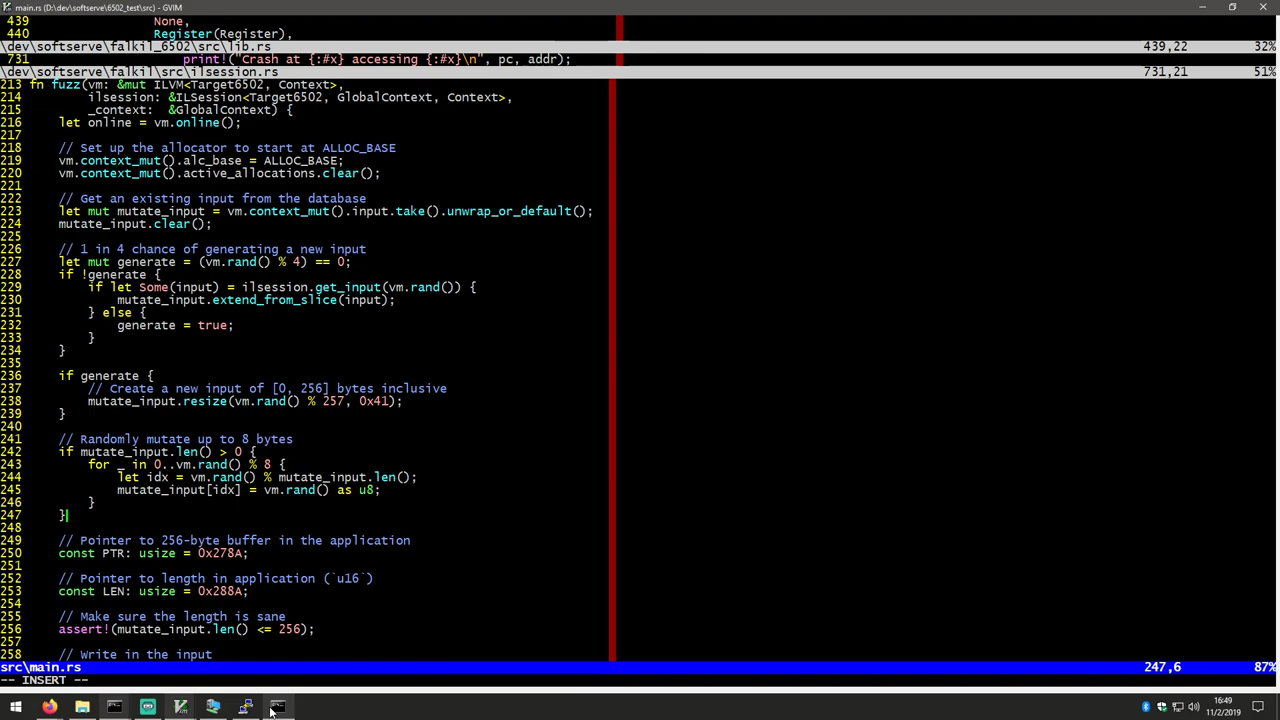 main.rs (D:\dev\softserve\6502_test\src) - GVIM
439                     None,
440                     Register(Register),
\dev\softserve\falkil_6502\src\lib.rs 439,22 32%
731                     print!("Crash at {:#x} accessing {:#x}\n", pc, addr);
\dev\softserve\falkil\src\ilsession.rs 731,21 51%
213 fn fuzz(vm: &mut ILVM<Target6502, Context>,
214         ilsession: &ILSession<Target6502, GlobalContext, Context>,
215         _context:  &GlobalContext) {
216     let online = vm.online();
217
218     // Set up the allocator to start at ALLOC_BASE
219     vm.context_mut().alc_base = ALLOC_BASE;
220     vm.context_mut().active_allocations.clear();
221
222     // Get an existing input from the database
223     let mut mutate_input = vm.context_mut().input.take().unwrap_or_default();
224     mutate_input.clear();
225
226     // 1 in 4 chance of generating a new input
227     let mut generate = (vm.rand() % 4) == 0;
228     if !generate {
229         if let Some(input) = ilsession.get_input(vm.rand()) {
230             mutate_input.extend_from_slice(input);
231         } else {
232             generate = true;
233         }
234     }
235
236     if generate {
237         // Create a new input of [0, 256] bytes inclusive
238         mutate_input.resize(vm.rand() % 257, 0x41);
239     }
240
241     // Randomly mutate up to 8 bytes
242     if mutate_input.len() > 0 {
243         for _ in 0..vm.rand() % 8 {
244             let idx = vm.rand() % mutate_input.len();
245             mutate_input[idx] = vm.rand() as u8;
246         }
247     }
248
249     // Pointer to 256-byte buffer in the application
250     const PTR: usize = 0x278A;
251
252     // Pointer to length in application (`u16`)
253     const LEN: usize = 0x288A;
254
255     // Make sure the length is sane
256     assert!(mutate_input.len() <= 256);
257
258     // Write in the input
src\main.rs 247,6 87%
-- INSERT --
16:49
11/2/2019